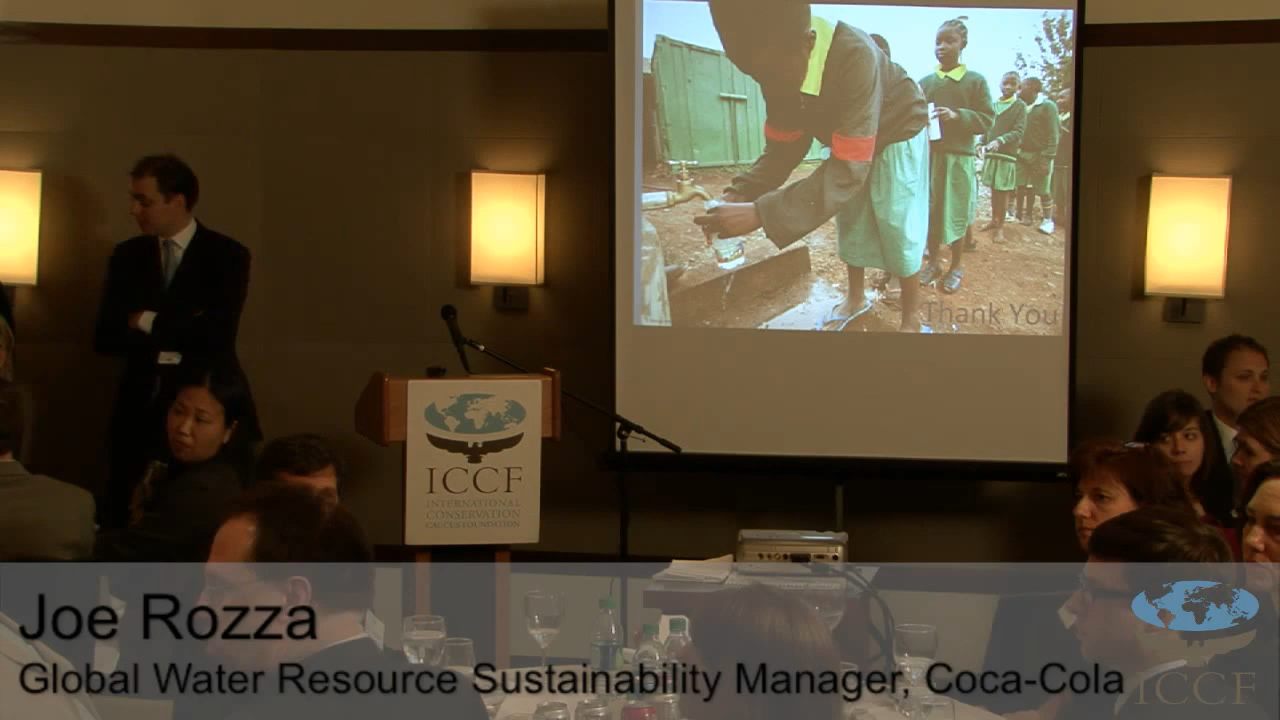 Thank You
ICCF
INTERNATIONAL
CONSERVATION
CAUCUS FOUNDATION
Joe Rozza
Global Water Resource Sustainability Manager, Coca-Cola
ICCF